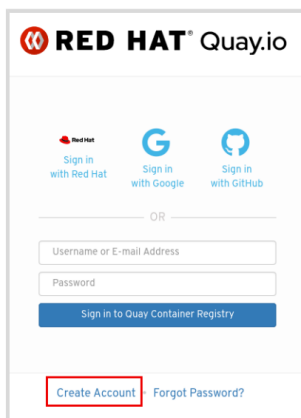 RED HAT® Quay.io
Red Hat
Sign in
with Red Hat
Sign in
with Google
Sign in
with GitHub
OR
Username or E-mail Address
Password
Sign in to Quay Container Registry
Create Account - Forgot Password?